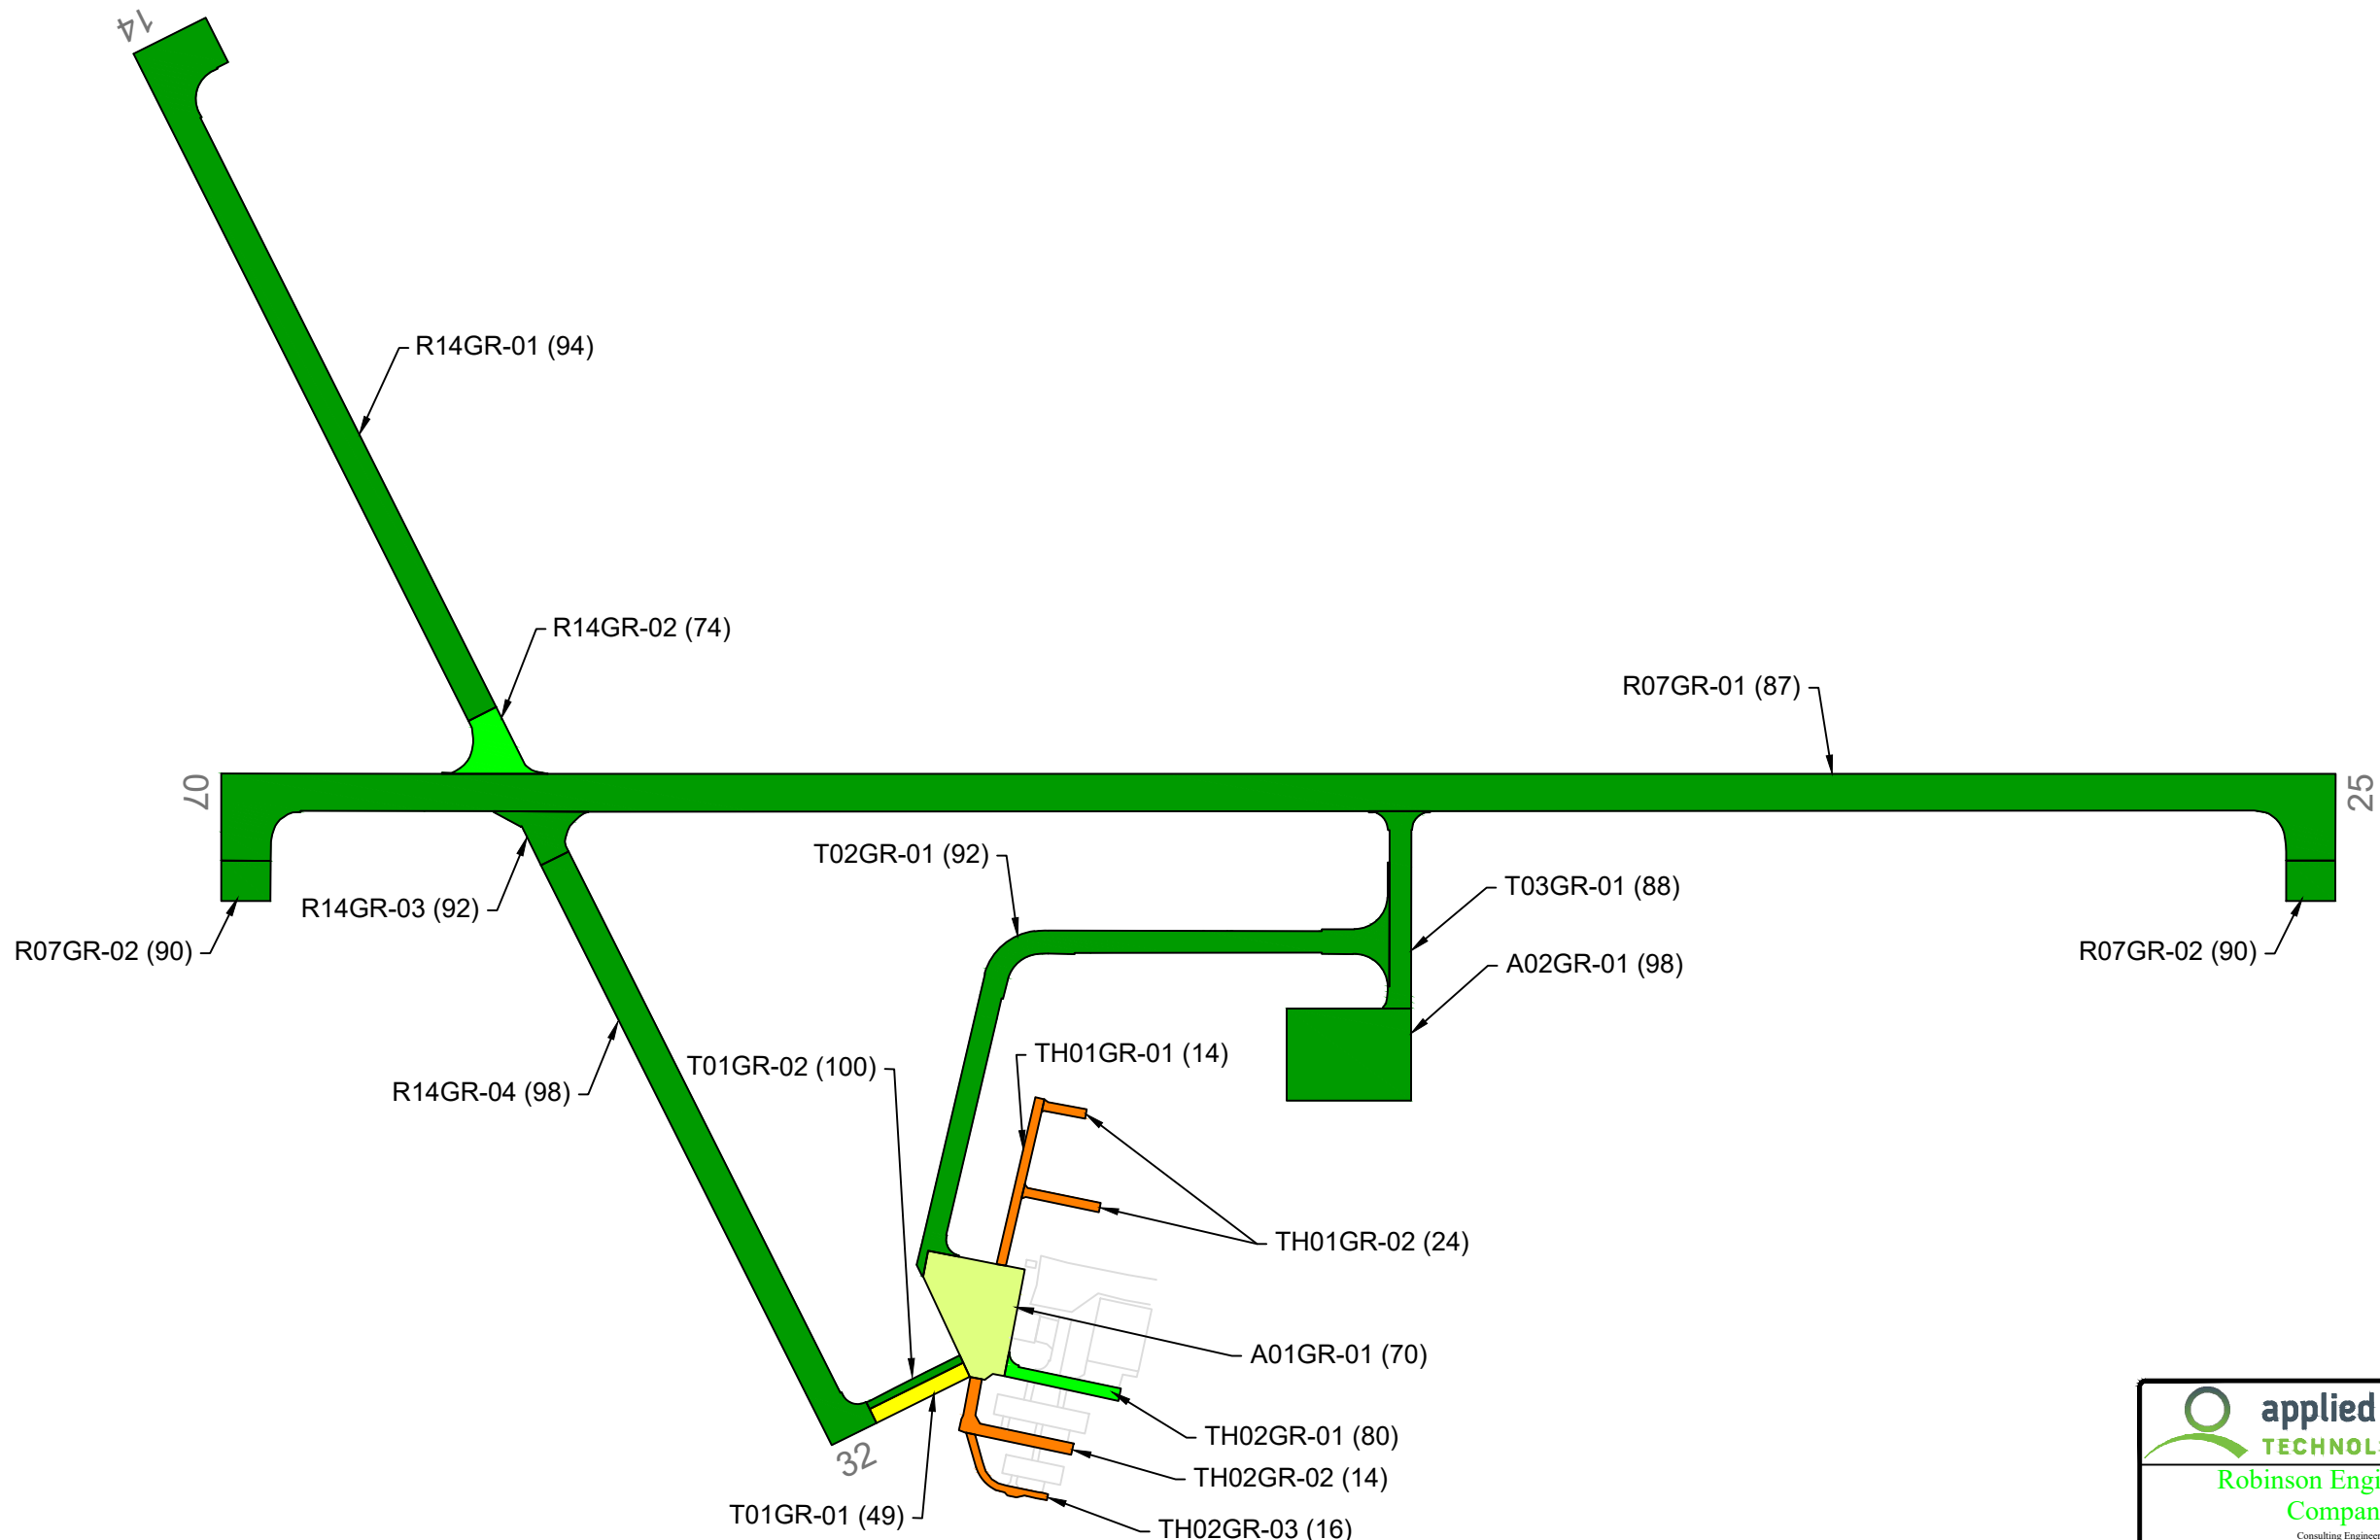 14
R14GR-01 (94)
R14GR-02 (74)
R07GR-01 (87)
07
25
T02GR-01 (92)
T03GR-01 (88)
R14GR-03 (92)
R07GR-02 (90)
R07GR-02 (90)
A02GR-01 (98)
TH01GR-01 (14)
T01GR-02 (100)
R14GR-04 (98)
TH01GR-02 (24)
A01GR-01 (70)
TH02GR-01 (80)
32
TH02GR-02 (14)
T01GR-01 (49)
TH02GR-03 (16)
applied
TECHNOL
Robinson Engi
Compan
Consulting Engineer